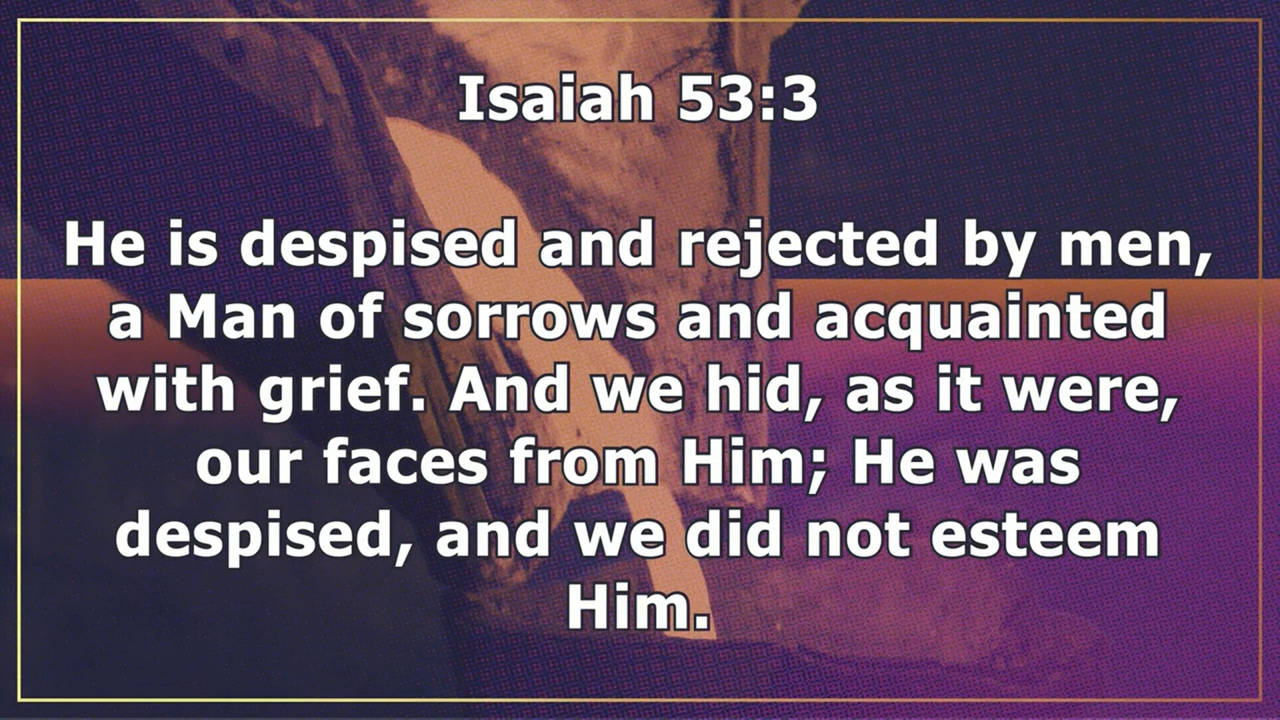 Isaiah 53:3
He is despised and rejected by men,
a Man of sorrows and acquainted
with grief. And we hid, as it were,
our faces from Him; He was
despised, and we did not esteem
Him.